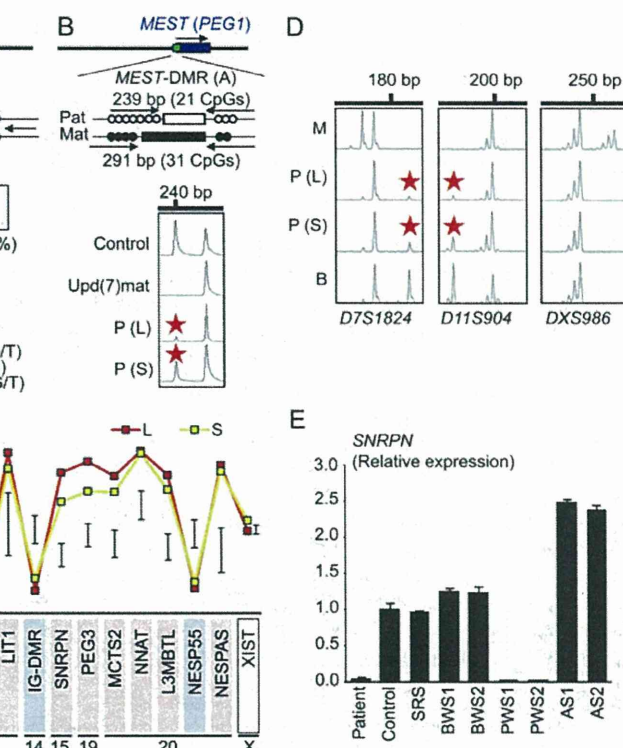 B
MEST (PEG1)
MEST-DMR (A)
239 bp (21 CpGs)
Pat
Mat
291 bp (31 CpGs)
240 bp
Control
Upd(7)mat
P (L)
P (S)
%)
/T)
)
S/T)
D
180 bp
200 bp
250 bp
M
P (L)
P (S)
B
D7S1824
D11S904
DXS986
L
S
LIT1
IG-DMR
SNRPN
PEG3
MCTS2
NNAT
L3MBTL
NESP55
NESPAS
XIST
14
15
19
20
X
E
SNRPN
(Relative expression)
3.0
2.5
2.0
1.5
1.0
0.5
0.0
Patient
Control
SRS
BWS1
BWS2
PWS1
PWS2
AS1
AS2